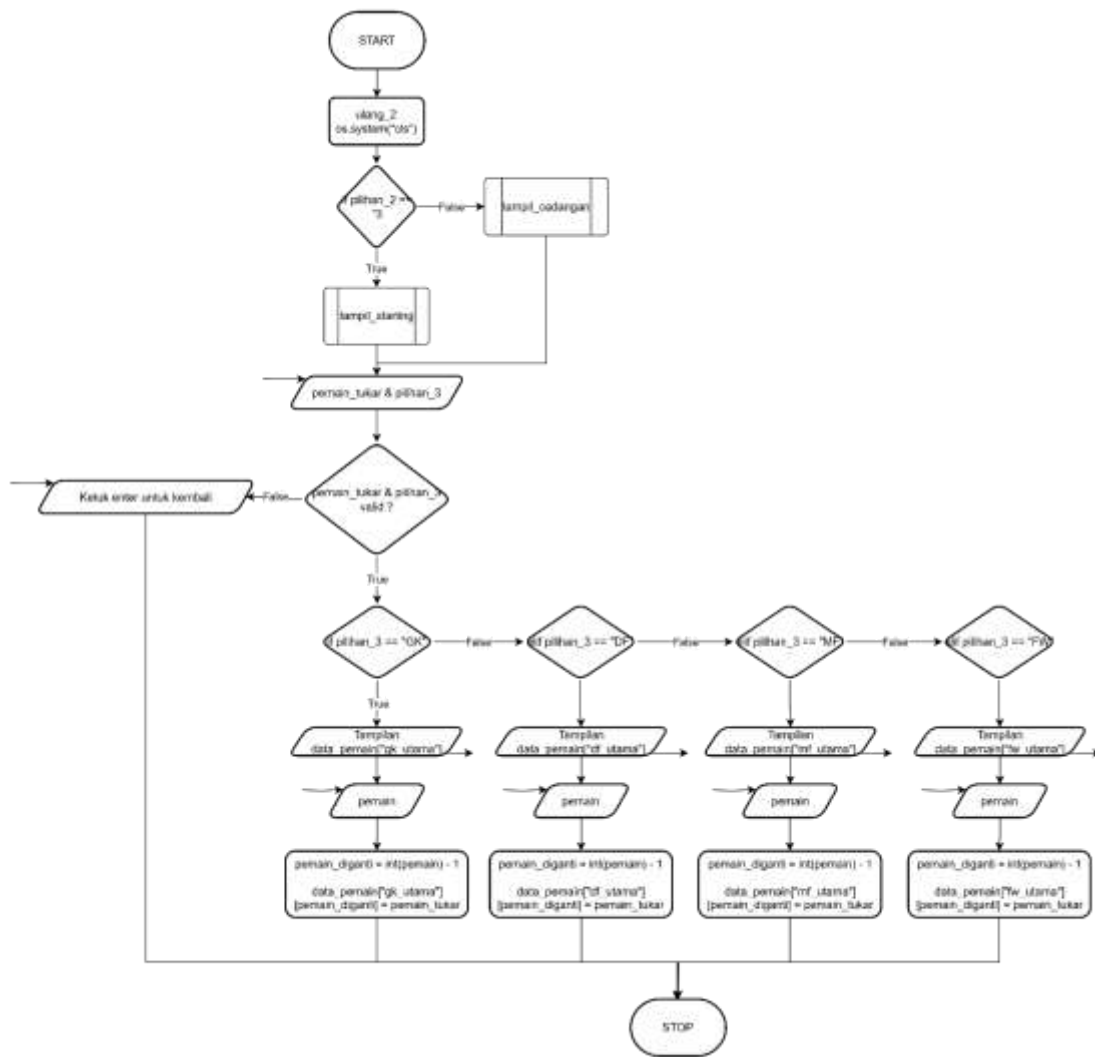 START
ulang_2
os.system("cls")
if pilihan_2 ==
"3
False
tampil_cadangan
True
tampil_starting
pemain_tukar & pilihan_3
pemain_tukar & pilihan_3
valid ?
False
Ketuk enter untuk kembali
True
if pilihan_3 == "GK"
False
elif pilihan_3 == "DF
False
elif pilihan_3 == "MF
False
elif pilihan_3 == "FW
True
Tampilan
data_pemain["gk_utama"]
Tampilan
data_pemain["df_utama"]
Tampilan
data_pemain["mf_utama"]
Tampilan
data_pemain["fw_utama"]
pemain
pemain
pemain
pemain
pemain_diganti = int(pemain) - 1
data_pemain["gk_utama"]
[pemain_diganti] = pemain_tukar
pemain_diganti = int(pemain) - 1
data_pemain["df_utama"]
[pemain_diganti] = pemain_tukar
pemain_diganti = int(pemain) - 1
data_pemain["mf_utama"]
[pemain_diganti] = pemain_tukar
pemain_diganti = int(pemain) - 1
data_pemain["fw_utama"]
[pemain_diganti] = pemain_tukar
STOP